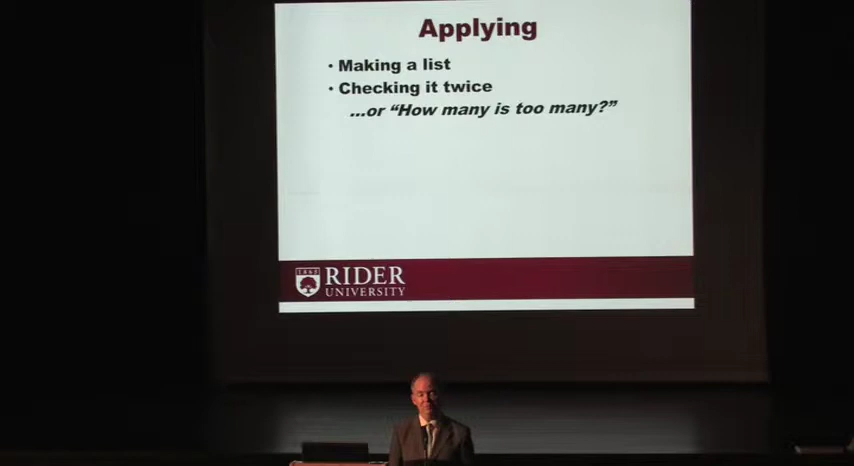 Applying
• Making a list
• Checking it twice
...or “How many is too many?”
RIDER
UNIVERSITY